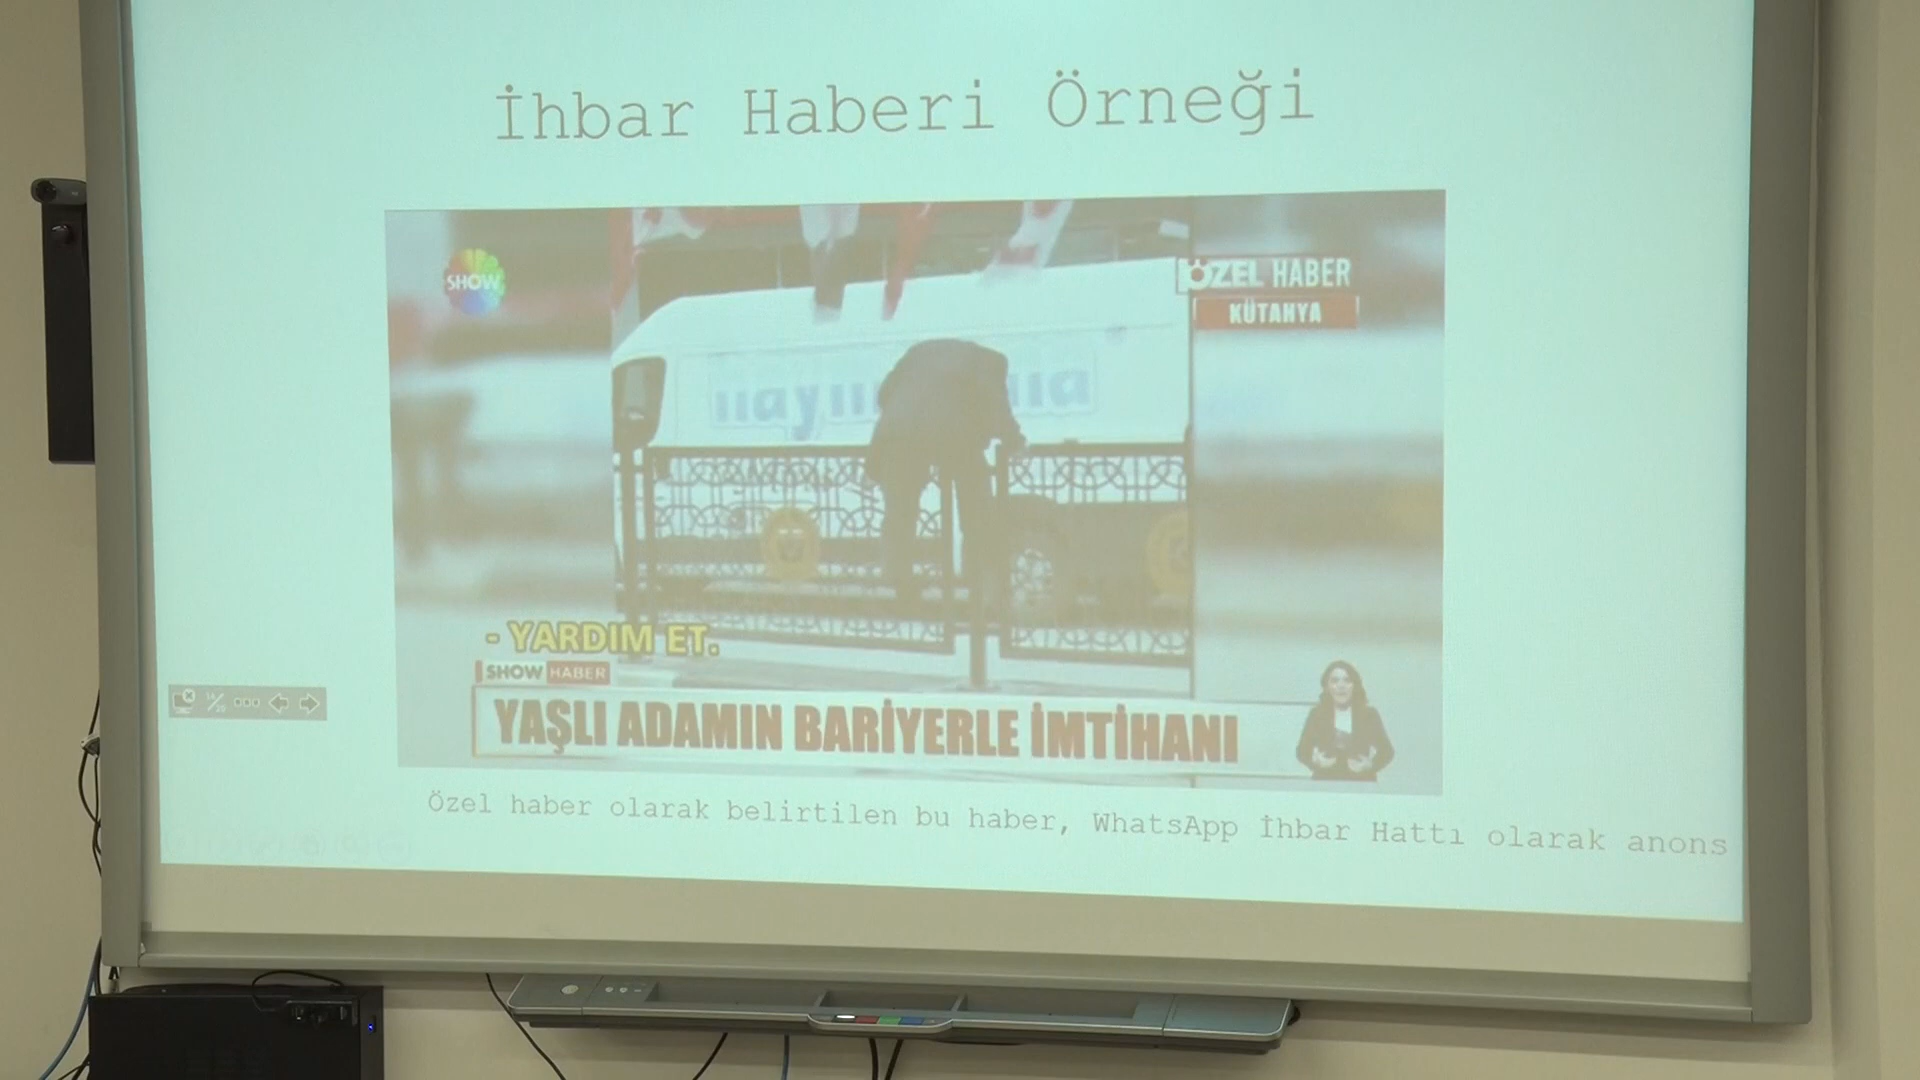 İhbar Haberi Örneği
SHOW
ÖZEL HABER
KÜTAHYA
- YARDIM ET.
SHOW HABER
YAŞLI ADAMIN BARİYERLE İMTİHANI
Özel haber olarak belirtilen bu haber, WhatsApp İhbar Hattı olarak anons